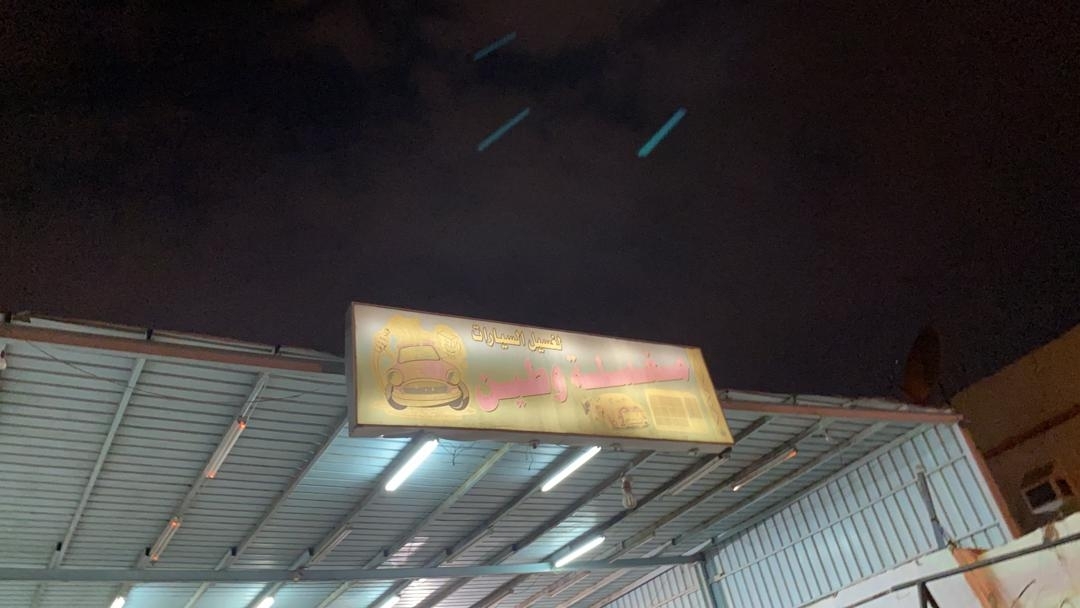 لغسيل السيارات
مغسلة وطين